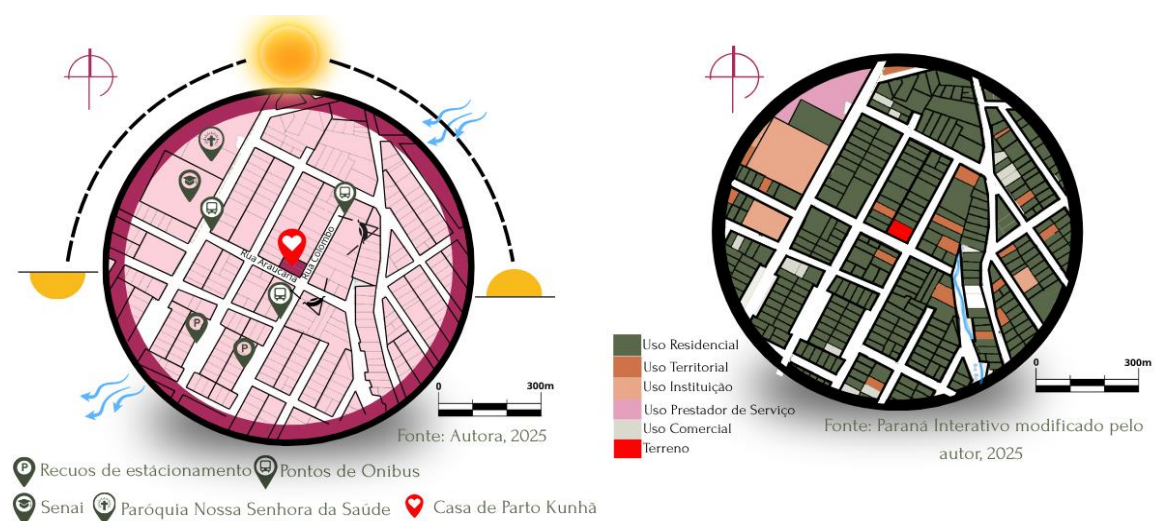 Rua Araucária
Rua Colombo
P
P
0 300m
Fonte: Autora, 2025
P Recuos de estácionamento Pontos de Onibus
Senai Paróquia Nossa Senhora da Saúde Casa de Parto Kunhã
Uso Residencial
Uso Territorial
Uso Instituição
Uso Prestador de Serviço
Uso Comercial
Terreno
0 300m
Fonte: Paraná Interativo modificado pelo
autor, 2025